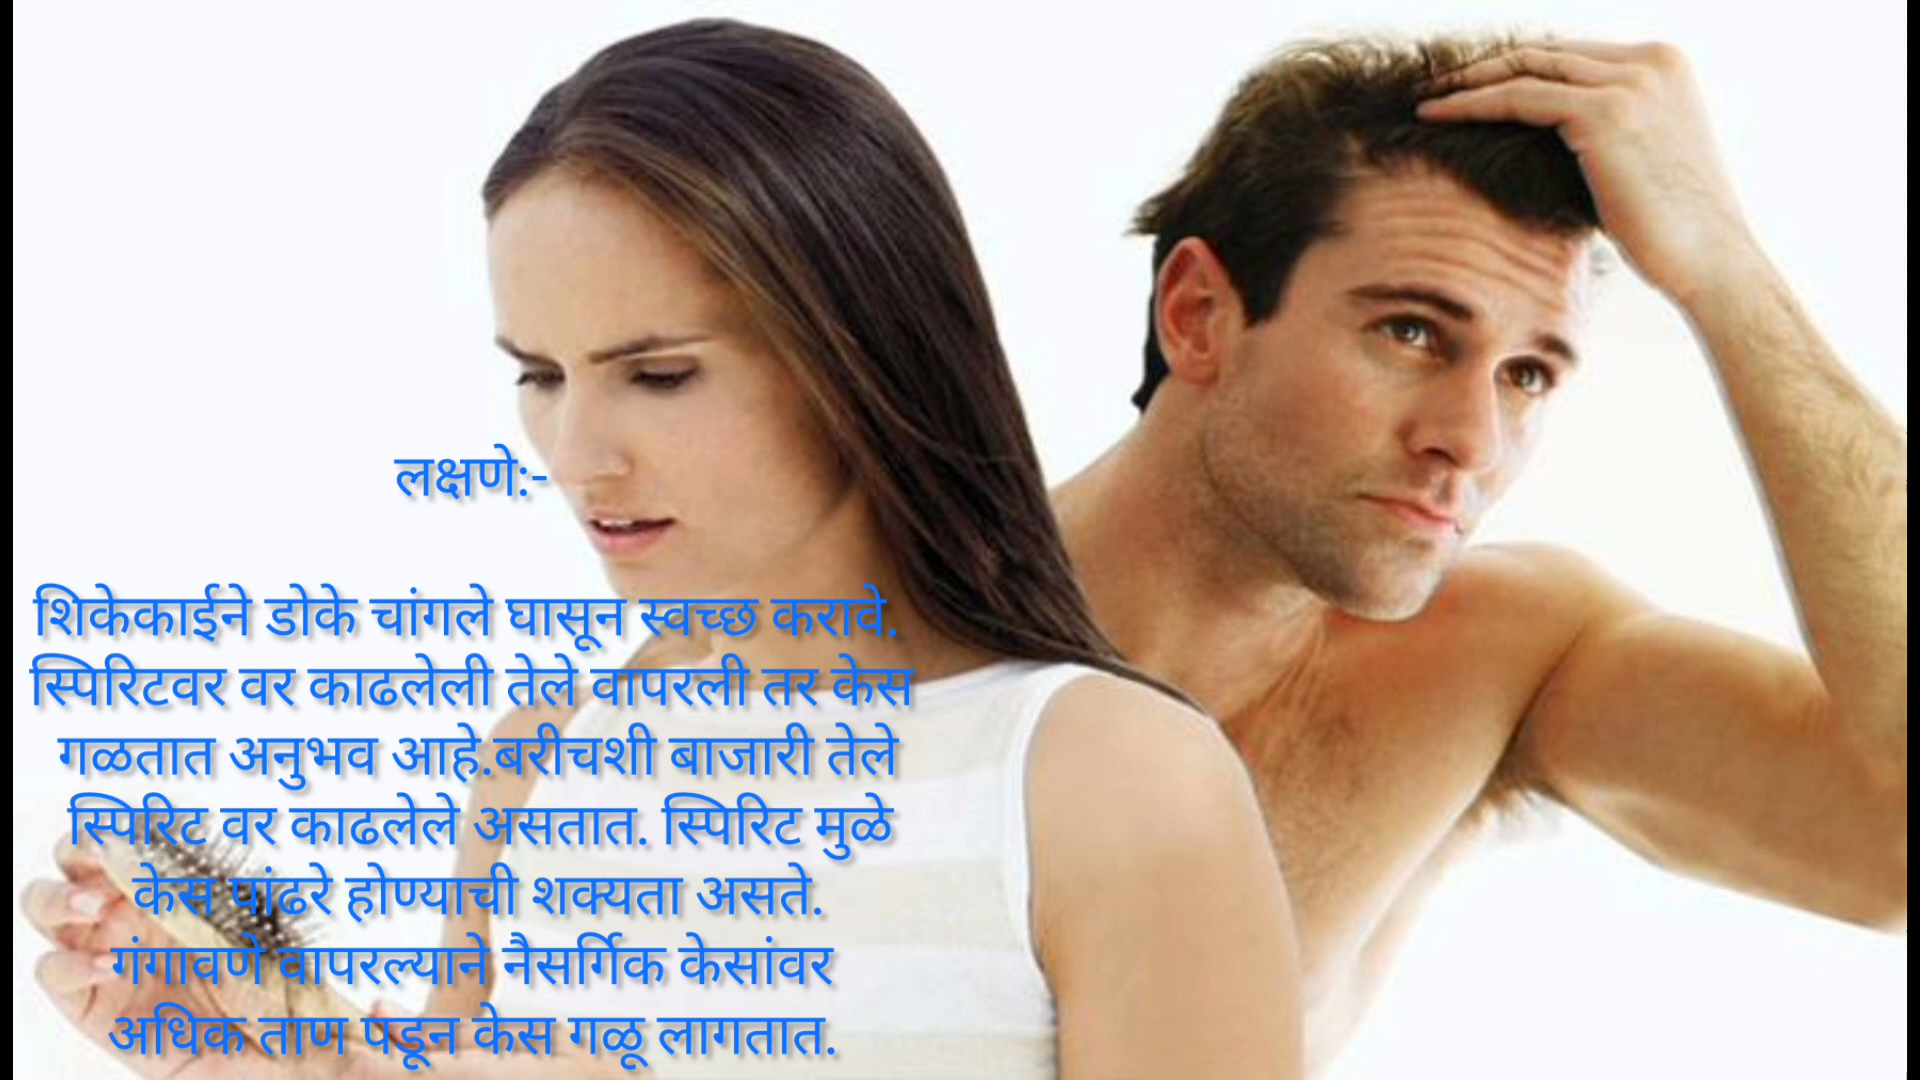 लक्षणे:-
शिकेकाईने डोके चांगले घासून स्वच्छ करावे.
स्पिरिटवर वर काढलेली तेले वापरली तर केस
गळतात अनुभव आहे.बरीचशी बाजारी तेले
स्पिरिट वर काढलेले असतात. स्पिरिट मुळे
केस पांढरे होण्याची शक्यता असते.
गंगावणे वापरल्याने नैसर्गिक केसांवर
अधिक ताण पडून केस गळू लागतात.